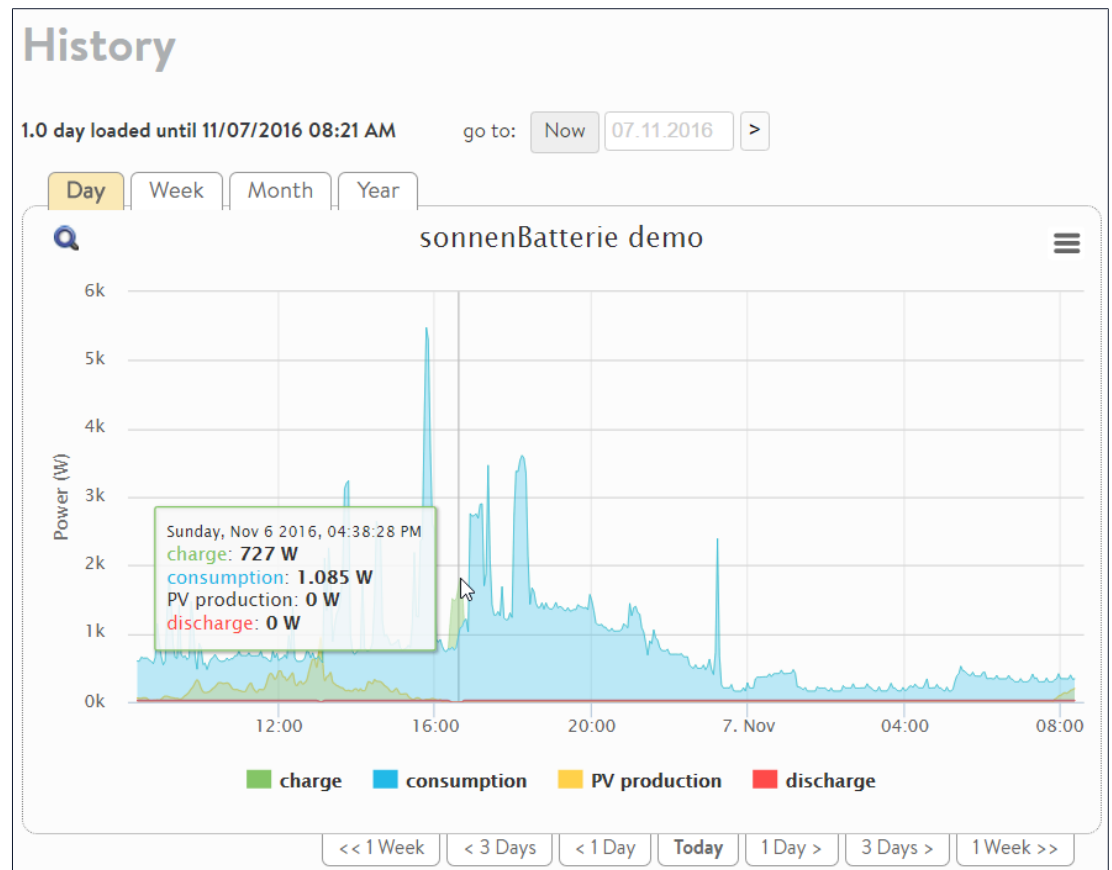 History
1.0 day loaded until 11/07/2016 08:21 AM go to: Now 07.11.2016 >
Day Week Month Year
sonnenBatterie demo
6k
5k
4k
3k
2k
1k
0k
Power (W)
Sunday, Nov 6 2016, 04:38:28 PM
charge: 727 W
consumption: 1.085 W
PV production: 0 W
discharge: 0 W
12:00 16:00 20:00 7. Nov 04:00 08:00
charge consumption PV production discharge
<< 1 Week < 3 Days < 1 Day Today 1 Day > 3 Days > 1 Week >>